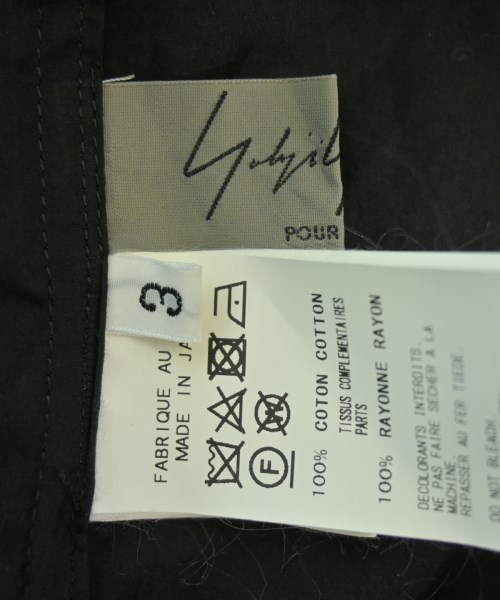 POUR
3
FABRIQUE AU
MADE IN JA
F
W
100% COTON COTTON
TISSUS COMPLEMENTAIRES
PARTS
100% RAYONNE RAYON
DECOLORANTS INTERDITS.
NE PAS FAIRE SECHER A LA
MACHINE.
REPASSER AU FER TIEDE.
DO NOT BLEACH.